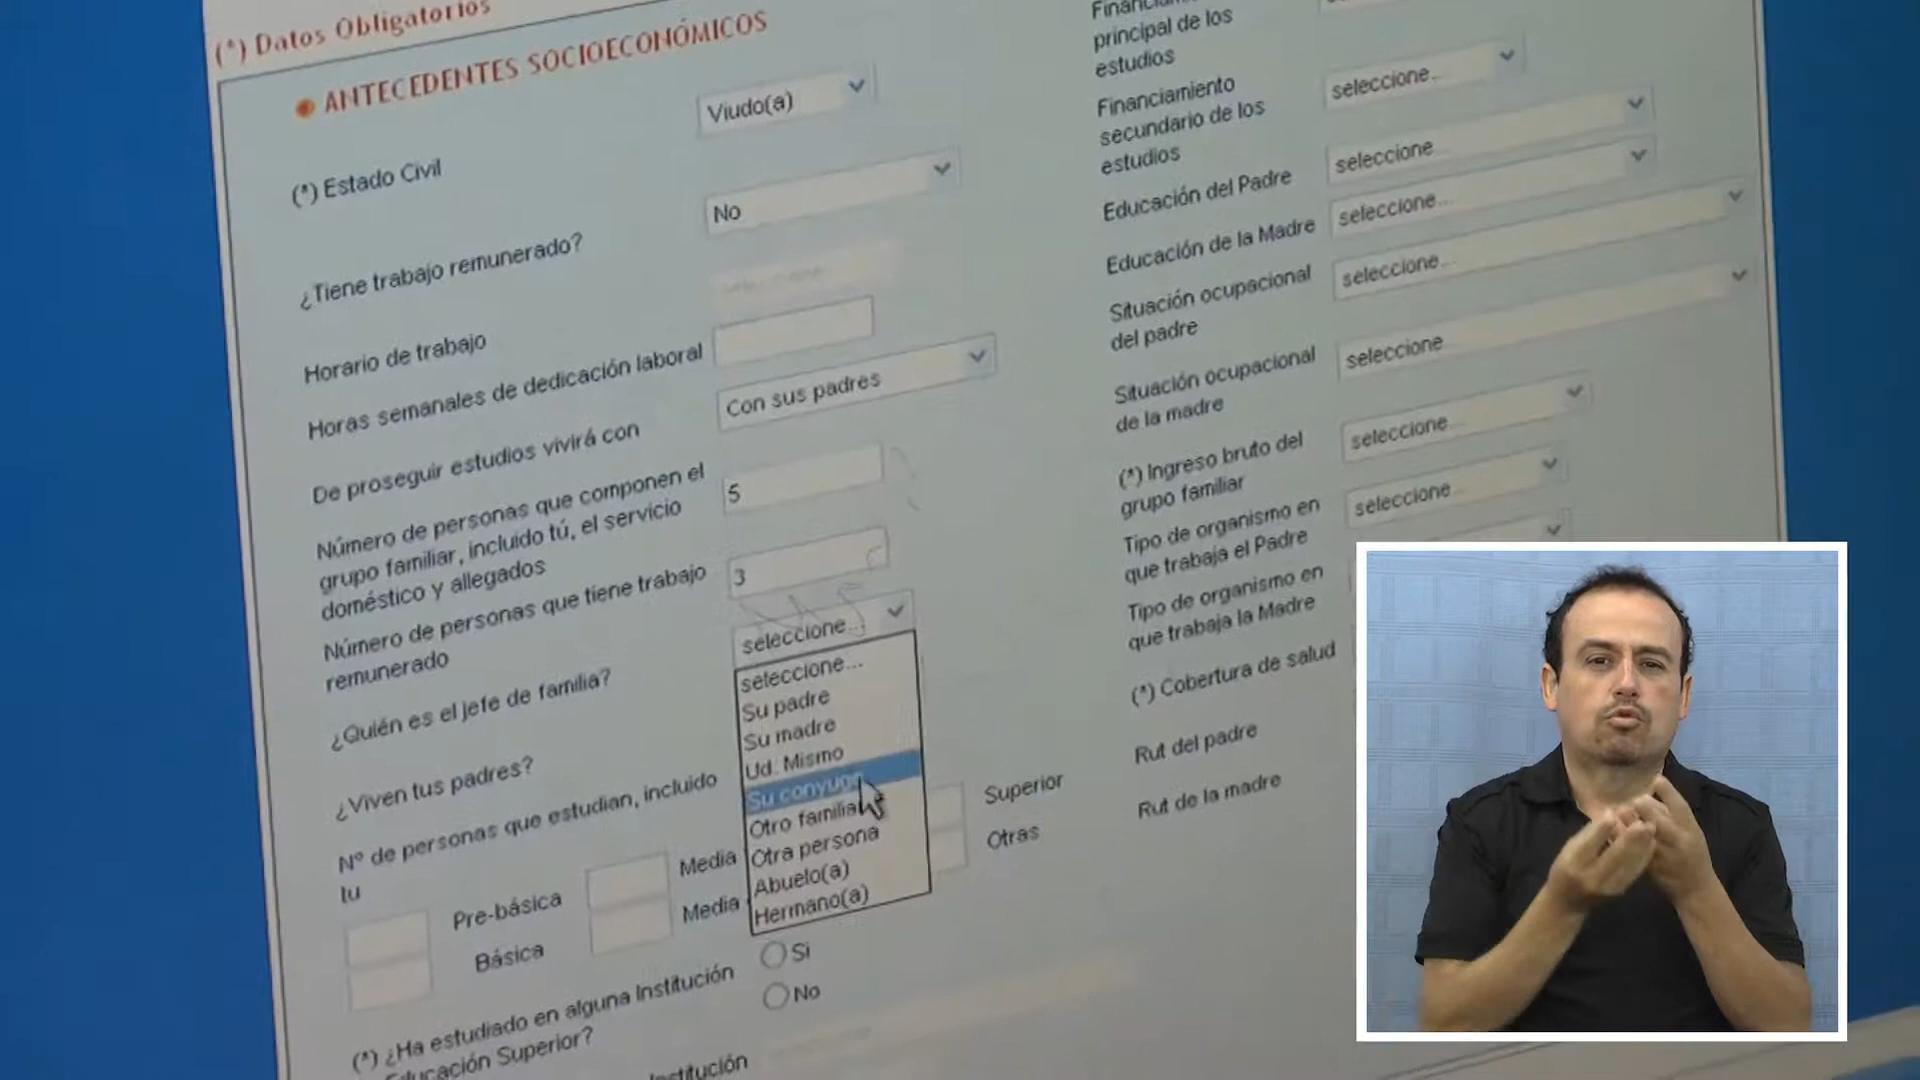 (*) Datos Obligatorios
ANTECEDENTES SOCIOECONÓMICOS
(*) Estado Civil
Viudo(a)
¿Tiene trabajo remunerado?
No
Horario de trabajo
Horas semanales de dedicación laboral
De proseguir estudios vivirá con
Con sus padres
Número de personas que componen el
grupo familiar, incluido tú, el servicio
doméstico y allegados
5
Número de personas que tiene trabajo
remunerado
3
¿Quién es el jefe de familia?
seleccione...
seleccione...
Su padre
Su madre
Ud. Mismo
Su conyuge
Otro familiar
Otra persona
Abuelo(a)
Hermano(a)
¿Viven tus padres?
Nº de personas que estudian, incluido
tu
Pre-básica
Media
Superior
Básica
Media
Otras
(*) ¿Ha estudiado en alguna Institución
Educación Superior?
Si
No
Institución
principal de los
estudios
Financiamiento
secundario de los
estudios
seleccione...
Educación del Padre
seleccione...
Educación de la Madre
seleccione...
Situación ocupacional
del padre
seleccione...
Situación ocupacional
de la madre
seleccione
(*) Ingreso bruto del
grupo familiar
seleccione...
Tipo de organismo en
que trabaja el Padre
seleccione
Tipo de organismo en
que trabaja la Madre
(*) Cobertura de salud
Rut del padre
Rut de la madre